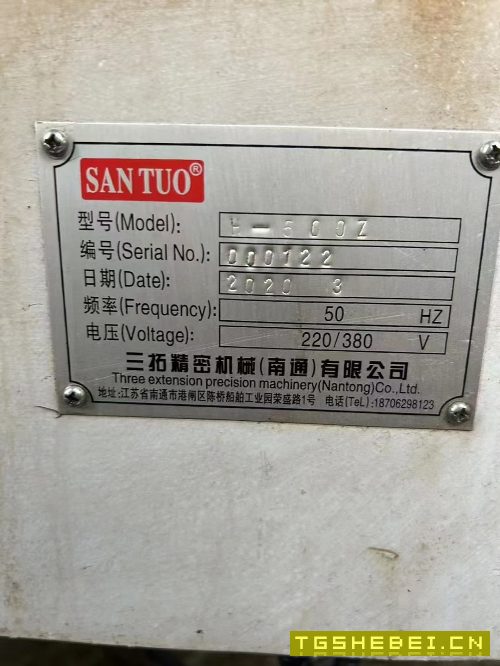 SAN TUO®
型号(Model): -500Z
编号(Serial No.): 000122
日期(Date): 2020 3
频率(Frequency): 50 HZ
电压(Voltage): 220/380 V
三拓精密机械(南通)有限公司
Three extension precision machinery(Nantong)Co.,Ltd.
地址:江苏省南通市港闸区陈桥船舶工业园荣盛路1号 电话(TeL):18706298123
TGSHEBEI.CN